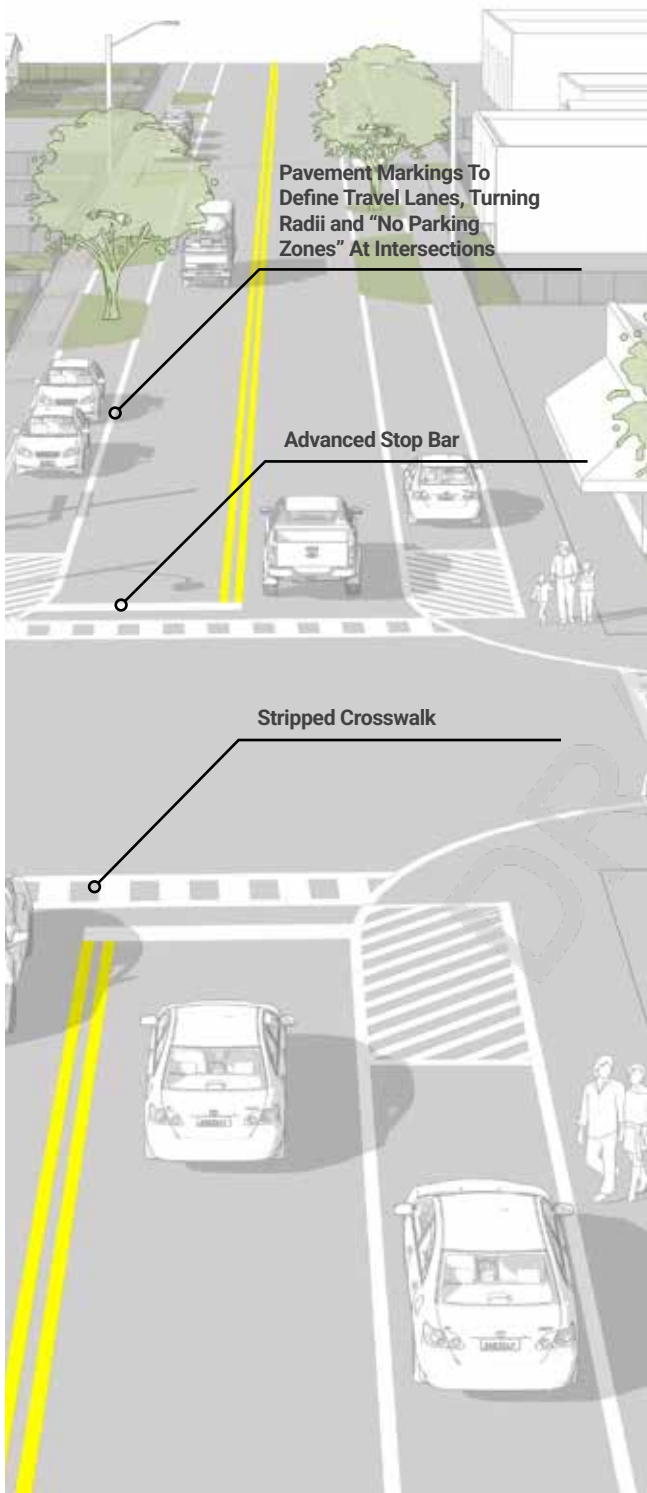 Pavement Markings To
Define Travel Lanes, Turning
Radii and “No Parking
Zones” At Intersections
Advanced Stop Bar
Stripped Crosswalk